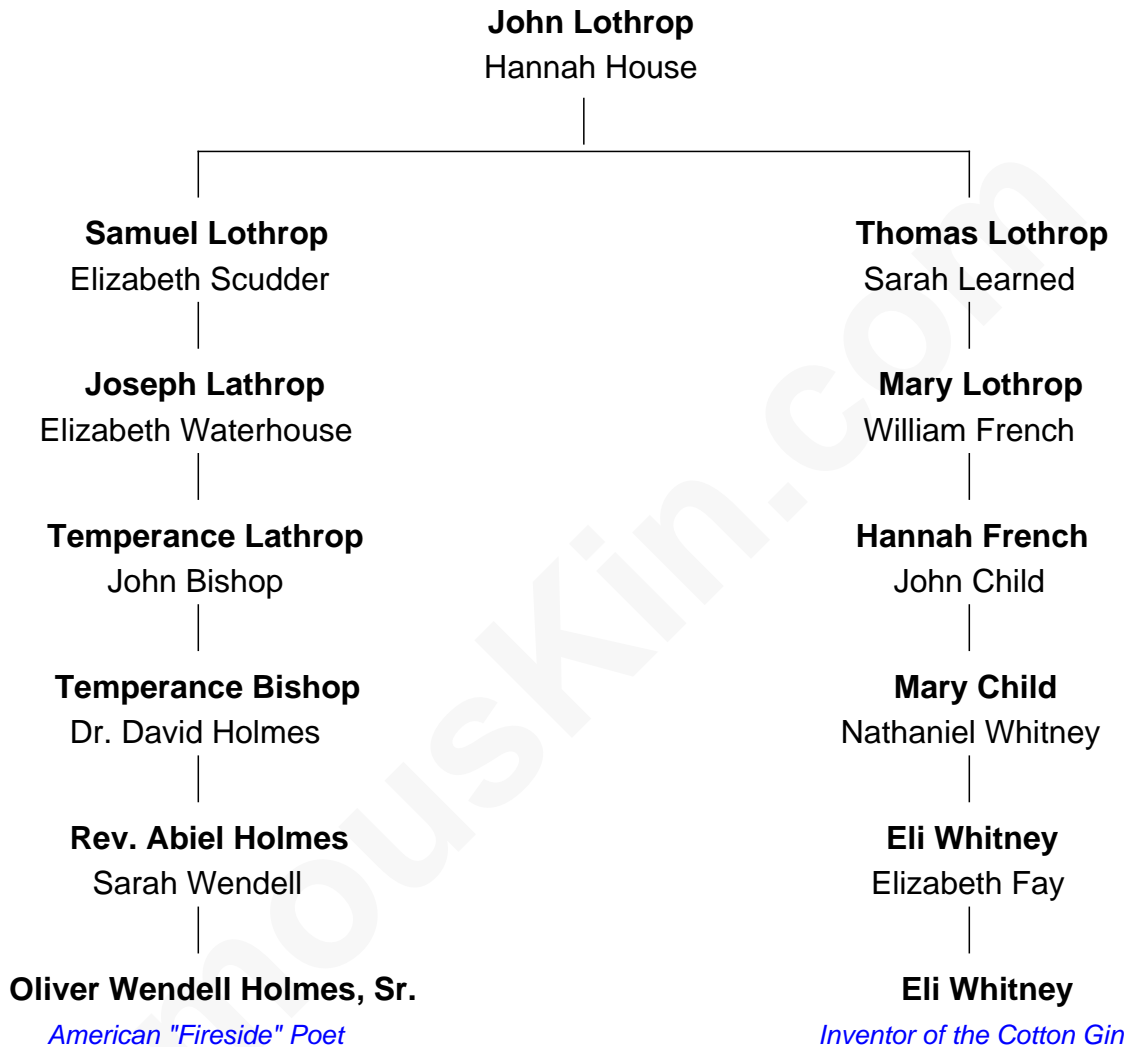 John Lothrop
Hannah House
Samuel Lothrop
Elizabeth Scudder
Thomas Lothrop
Sarah Learned
Joseph Lathrop
Elizabeth Waterhouse
Mary Lothrop
William French
Temperance Lathrop
John Bishop
Hannah French
John Child
Temperance Bishop
Dr. David Holmes
Mary Child
Nathaniel Whitney
Rev. Abiel Holmes
Sarah Wendell
Eli Whitney
Elizabeth Fay
Oliver Wendell Holmes, Sr.
American "Fireside" Poet
Eli Whitney
Inventor of the Cotton Gin
mouskin.com